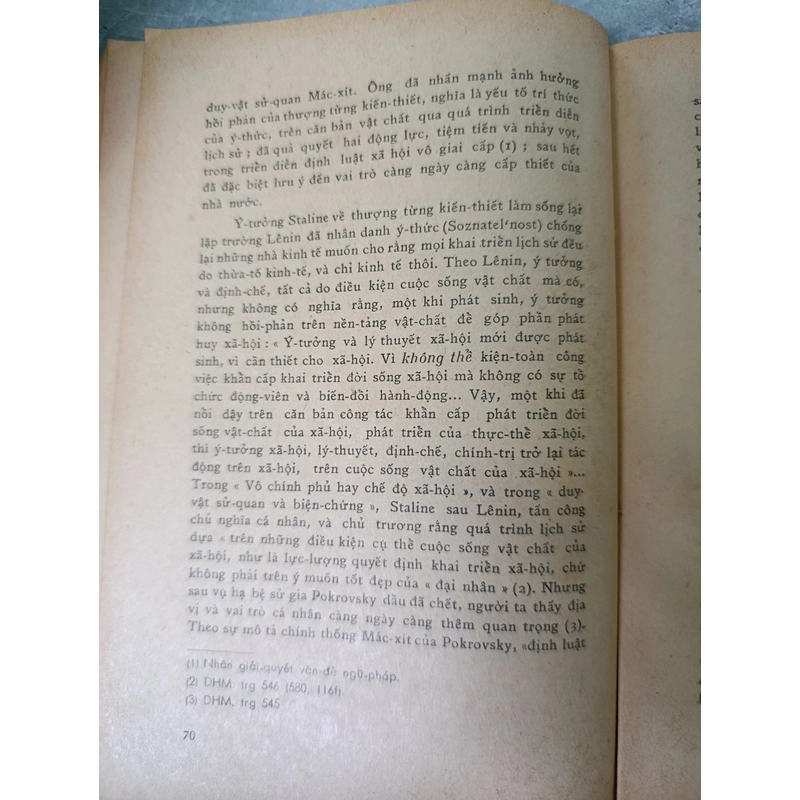 duy-vật sử-quan Mác-xít. Ông đã nhấn mạnh ảnh hưởng
hồi phản của thượng từng kiến-thiết, nghĩa là yếu tố trí thức
của ý-thức, trên căn bản vật chất qua quá trình triển diễn
lịch sử ; đã quả quyết hai động lực, tiệm tiến và nhảy vọt,
trong triển diễn định luật xã hội vô giai cấp (1) ; sau hết
đã đặc biệt lưu ý đến vai trò càng ngày càng cấp thiết của
nhà nước.
Ý-tưởng Staline về thượng từng kiến-thiết làm sống lại
lập trường Lênin đã nhân danh ý-thức (Soznatel'nost) chống
lại những nhà kinh tế muốn cho rằng mọi khai triển lịch sử đều
do thừa-tố kinh-tế, và chỉ kinh tế thôi. Theo Lênin, ý tưởng
và định-chế, tất cả do điều kiện cuộc sống vật chất mà có,
nhưng không có nghĩa rằng, một khi phát sinh, ý tưởng
không hồi-phản trên nền-tảng vật-chất để góp phần phát
huy xã-hội : « Ý-tưởng và lý thuyết xã-hội mới được phát
sinh, vì cần thiết cho xã-hội. Vì không thể kiện-toàn công
việc khẩn cấp khai triển đời sống xã-hội mà không có sự tổ
chức động-viên và biến-đổi hành-động... Vậy, một khi đã
nổi dậy trên căn bản công tác khẩn cấp phát triển đời
sống vật-chất của xã-hội, phát triển của thực-thể xã-hội,
thì ý-tưởng xã-hội, lý-thuyết, định-chế, chính-trị trở lại tác
động trên xã-hội, trên cuộc sống vật chất của xã-hội »...
Trong « Vô chính phủ hay chế độ xã-hội », và trong « duy-
vật sử-quan và biện-chứng », Staline sau Lênin, tấn công
chủ nghĩa cá nhân, và chủ trương rằng quá trình lịch sử
dựa « trên những điều kiện cụ thể cuộc sống vật chất của
xã-hội, như là lực-lượng quyết định khai triển xã-hội, chứ
không phải trên ý muốn tốt đẹp của « đại nhân » (2). Nhưng
sau vụ hạ bệ sử gia Pokrovsky dầu đã chết, người ta thấy địa
vị và vai trò cá nhân càng ngày càng thêm quan trọng (3).
Theo sự mô tả chính thống Mác-xít của Pokrovsky, «định luật
(1) Nhân giải-quyết vấn-đề ngữ-pháp.
(2) DHM. trg 546 (580, 116f).
(3) DHM. trg 545
70